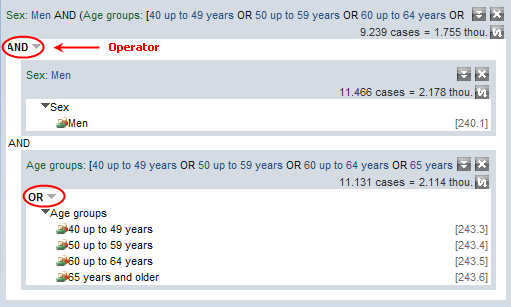 Sex: Men AND (Age groups: [40 up to 49 years OR 50 up to 59 years OR 60 up to 64 years OR
9.239 cases = 1.755 thou.
AND Operator
Sex: Men
11.466 cases = 2.178 thou.
Sex
Men [240.1]
AND
Age groups: [40 up to 49 years OR 50 up to 59 years OR 60 up to 64 years OR 65 years
11.131 cases = 2.114 thou.
OR
Age groups
40 up to 49 years [243.3]
50 up to 59 years [243.4]
60 up to 64 years [243.5]
65 years and older [243.6]